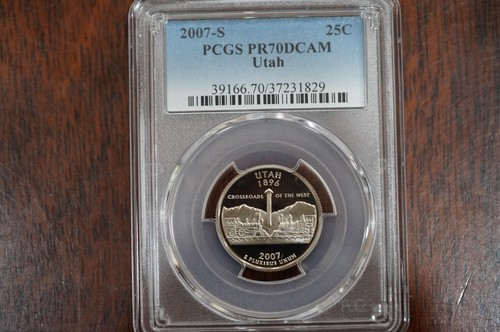 2007-S 25C
PCGS PR70DCAM
Utah
39166.70/37231829
UTAH
1896
CROSSROADS OF THE WEST
2007
E PLURIBUS UNUM